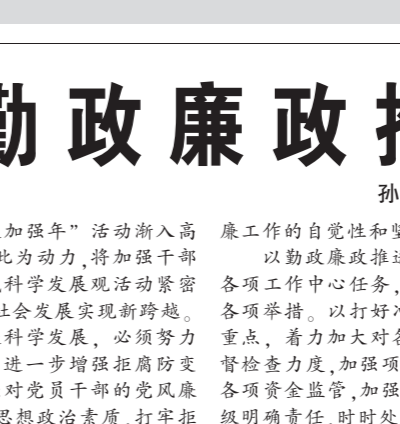 勤政廉政推
孙
加强年”活动渐入高
此为动力,将加强干部
科学发展观活动紧密
社会发展实现新跨越。
科学发展，必须努力
进一步增强拒腐防变
对党员干部的党风廉
思想政治素质,打牢拒
廉工作的自觉性和坚
以勤政廉政推进
各项工作中心任务,
各项举措。以打好
重点，着力加大对各
督检查力度,加强项
各项资金监管,加强
级明确责任,时时处